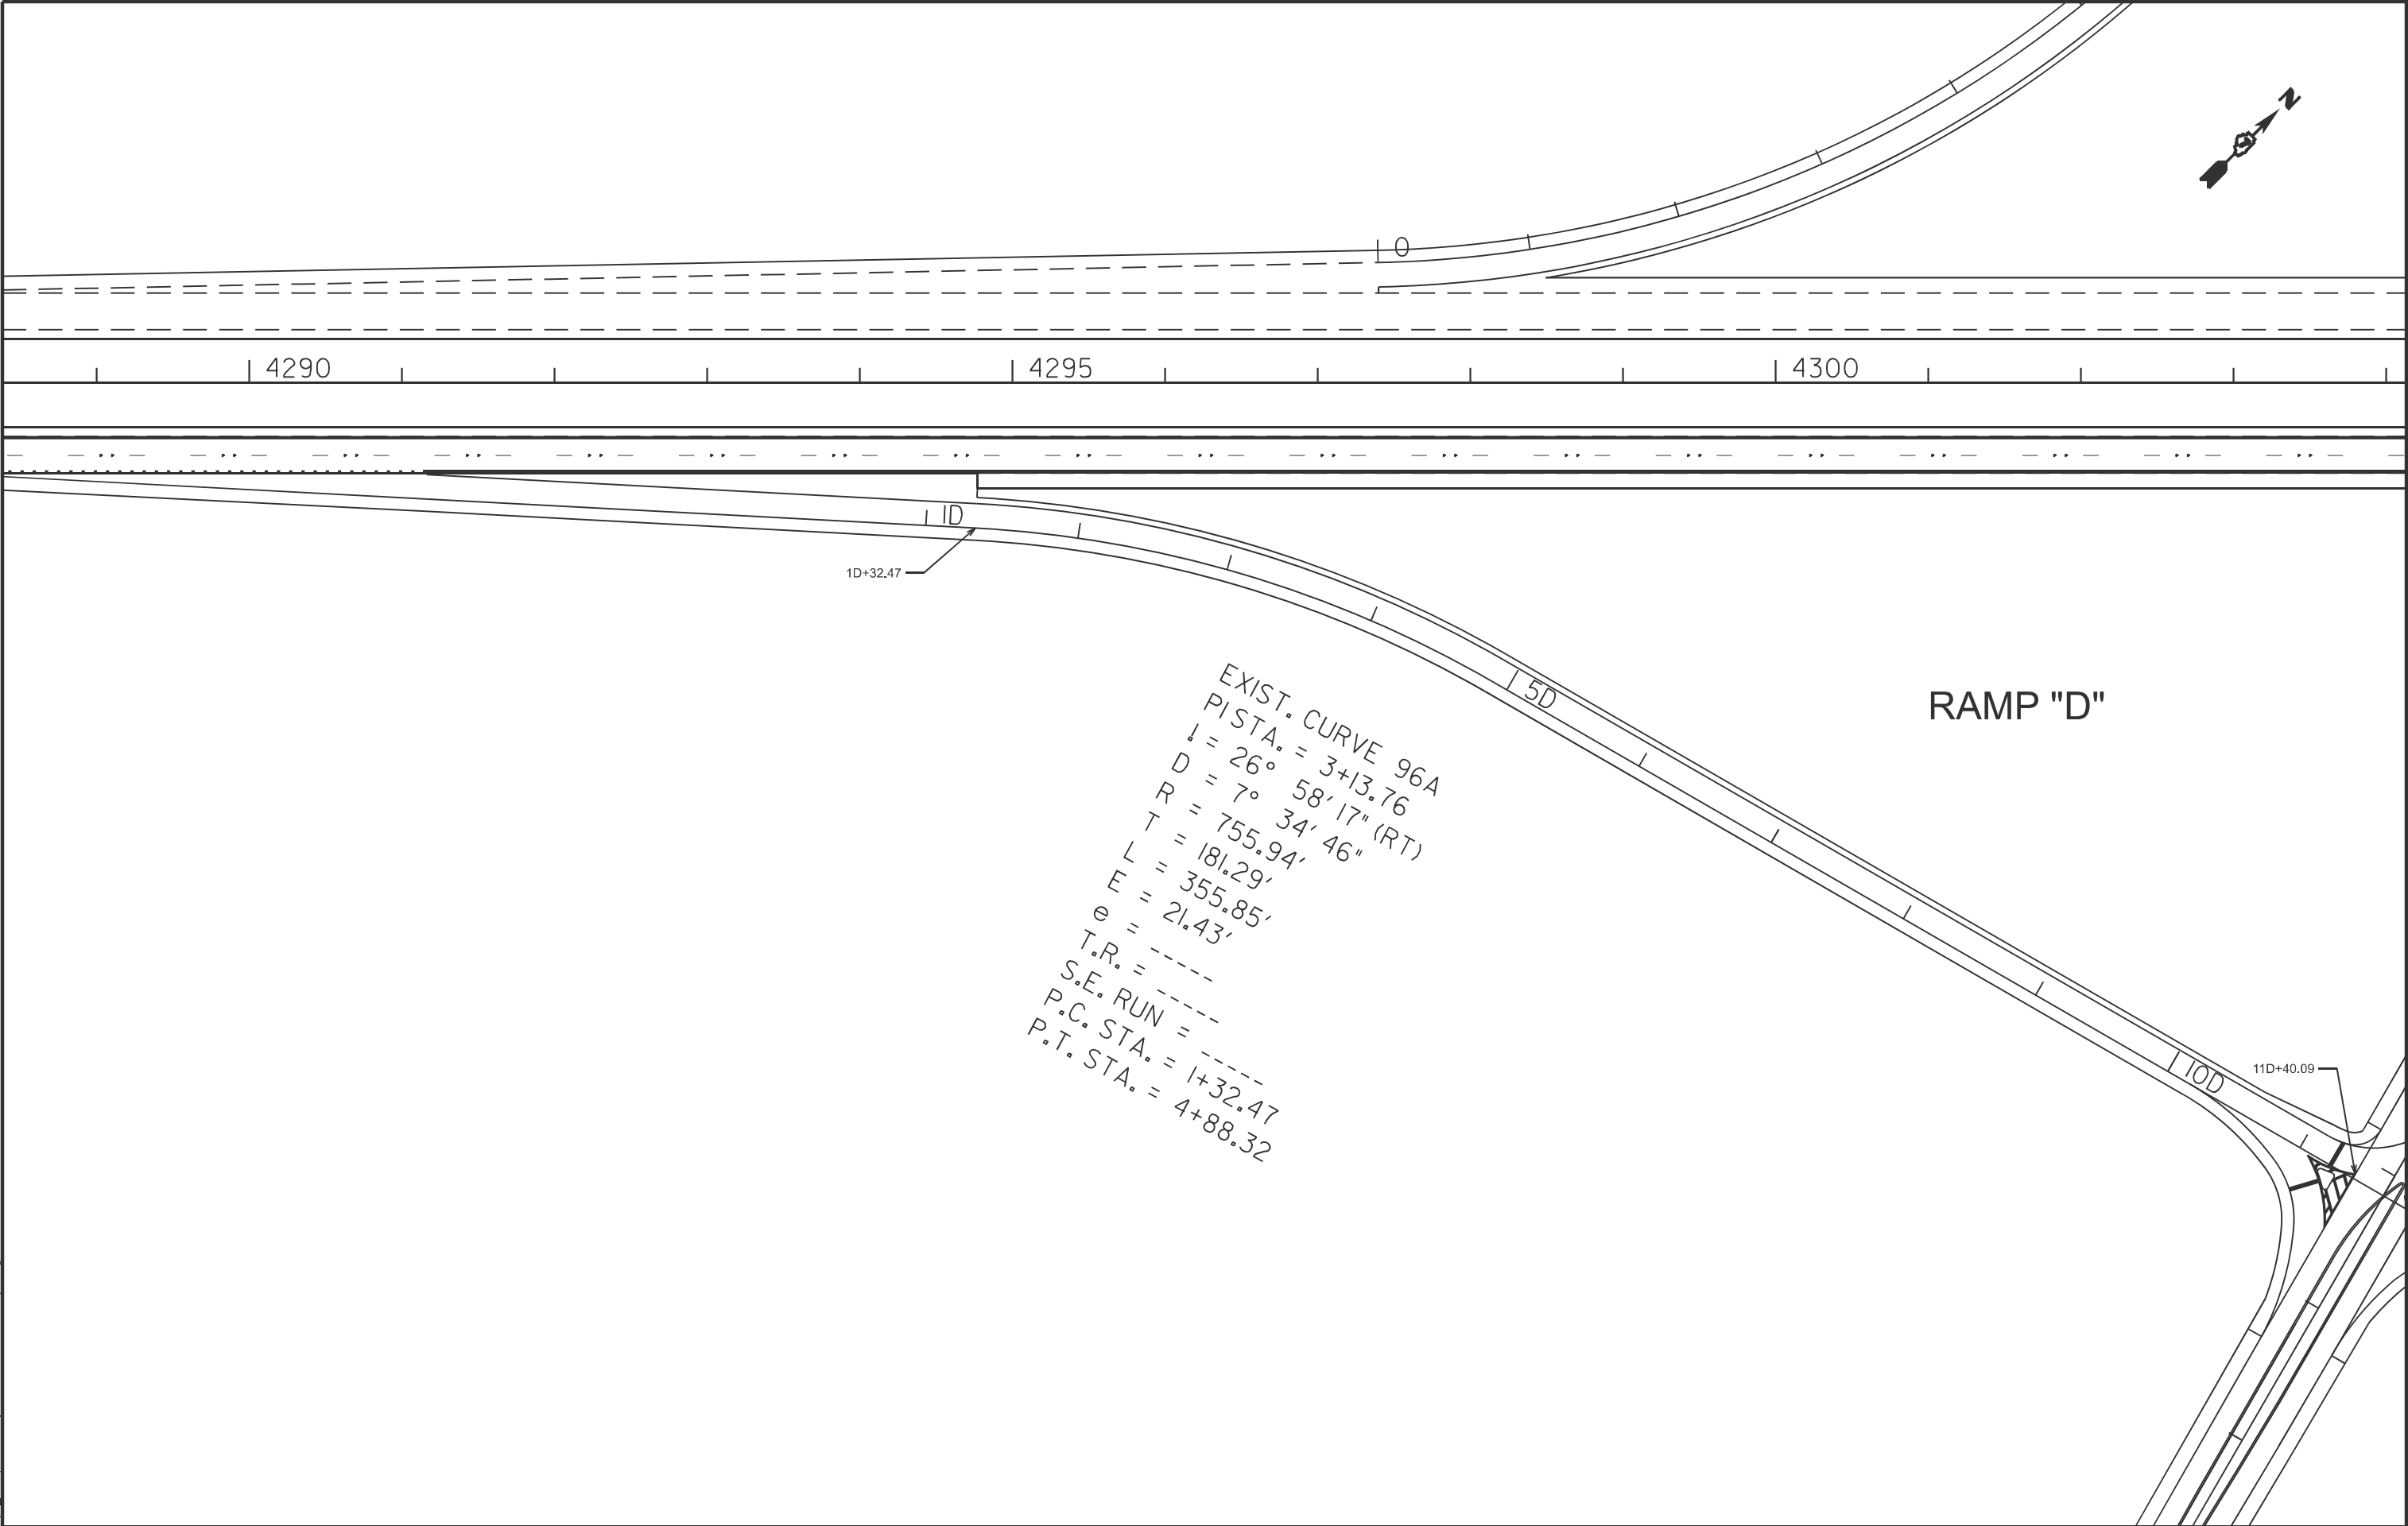 N
0
4290 4295 4300
1D
1D+32.47
5D
RAMP "D"
EXIST. CURVE 96A
PI STA. = 3+13.76
! = 26° 58' 17" (RT)
D = 7° 34' 46"
R = 755.94'
T = 181.29'
L = 355.85'
E = 21.43'
e = -----
T.R. = -----
S.E. RUN = -----
P.C. STA. = 1+32.47
P.T. STA. = 4+88.32
10D
11D+40.09